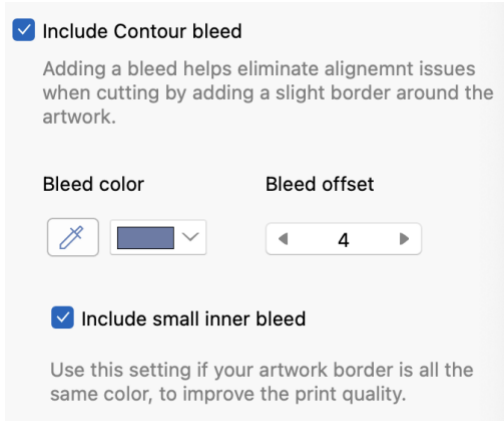 Include Contour bleed
Adding a bleed helps eliminate alignemnt issues
when cutting by adding a slight border around the
artwork.
Bleed color
Bleed offset
4
Include small inner bleed
Use this setting if your artwork border is all the
same color, to improve the print quality.